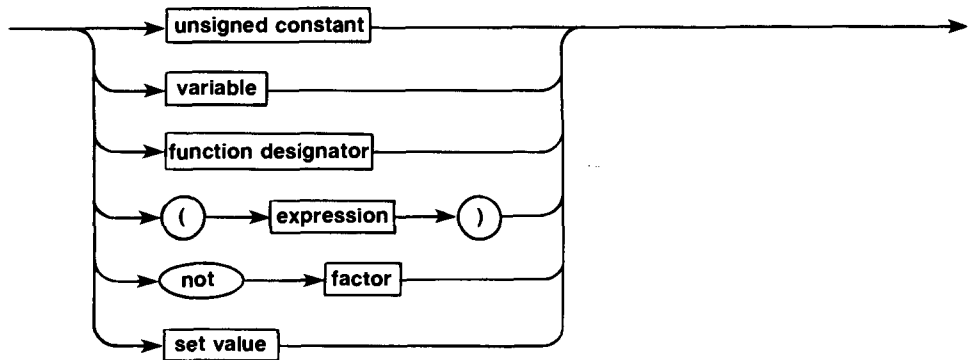 unsigned constant
variable
function designator
( expression )
not factor
set value